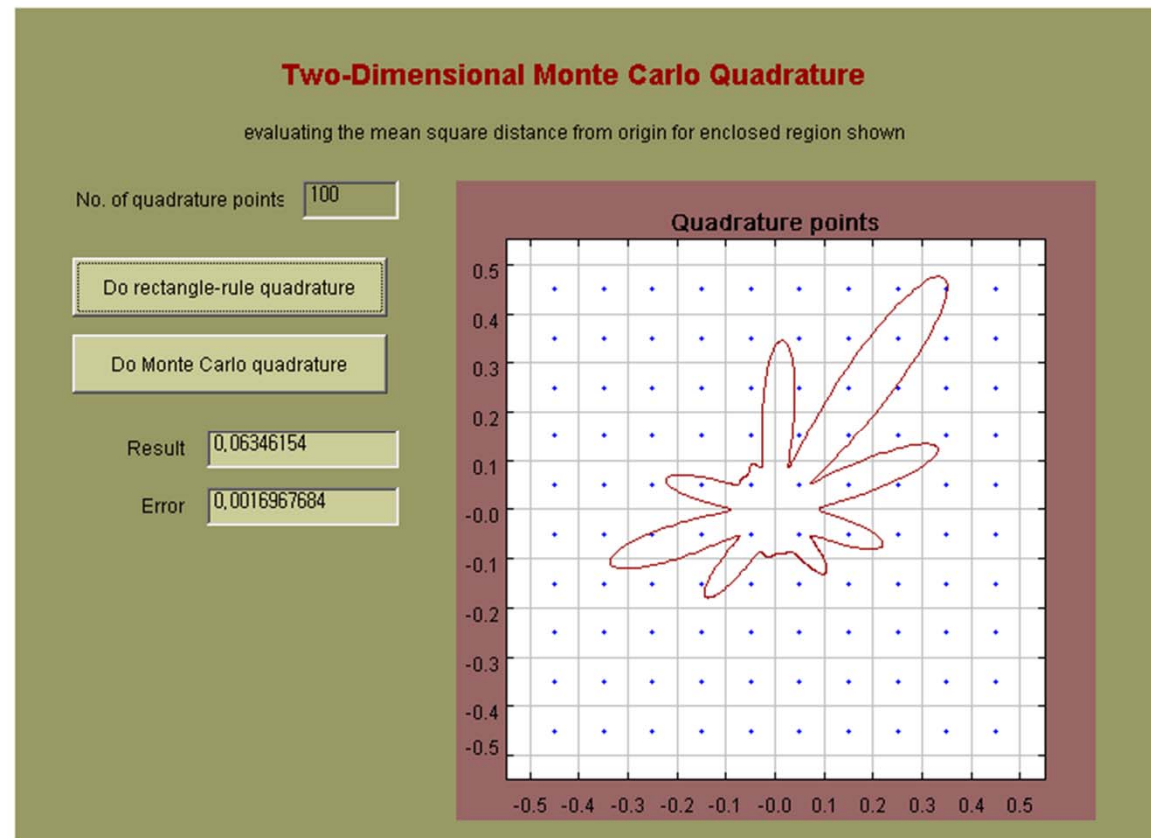 Two-Dimensional Monte Carlo Quadrature
evaluating the mean square distance from origin for enclosed region shown
No. of quadrature points 100
Do rectangle-rule quadrature
Do Monte Carlo quadrature
Result 0,06346154
Error 0,0016967684
Quadrature points
0.5
0.4
0.3
0.2
0.1
-0.0
-0.1
-0.2
-0.3
-0.4
-0.5
-0.5 -0.4 -0.3 -0.2 -0.1 -0.0 0.1 0.2 0.3 0.4 0.5